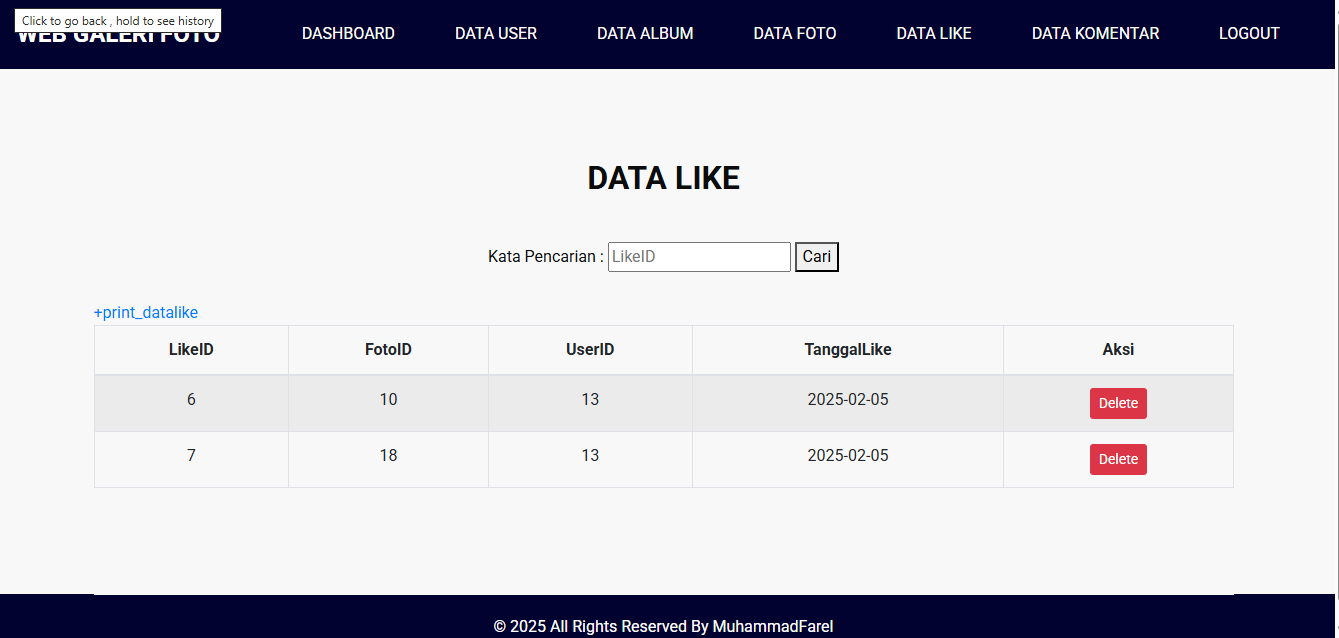 Click to go back , hold to see history
WEB GALERI FOTO DASHBOARD DATA USER DATA ALBUM DATA FOTO DATA LIKE DATA KOMENTAR LOGOUT
DATA LIKE
Kata Pencarian : LikeID Cari
+print_datalike
LikeID FotoID UserID TanggalLike Aksi
6 10 13 2025-02-05 Delete
7 18 13 2025-02-05 Delete
© 2025 All Rights Reserved By MuhammadFarel